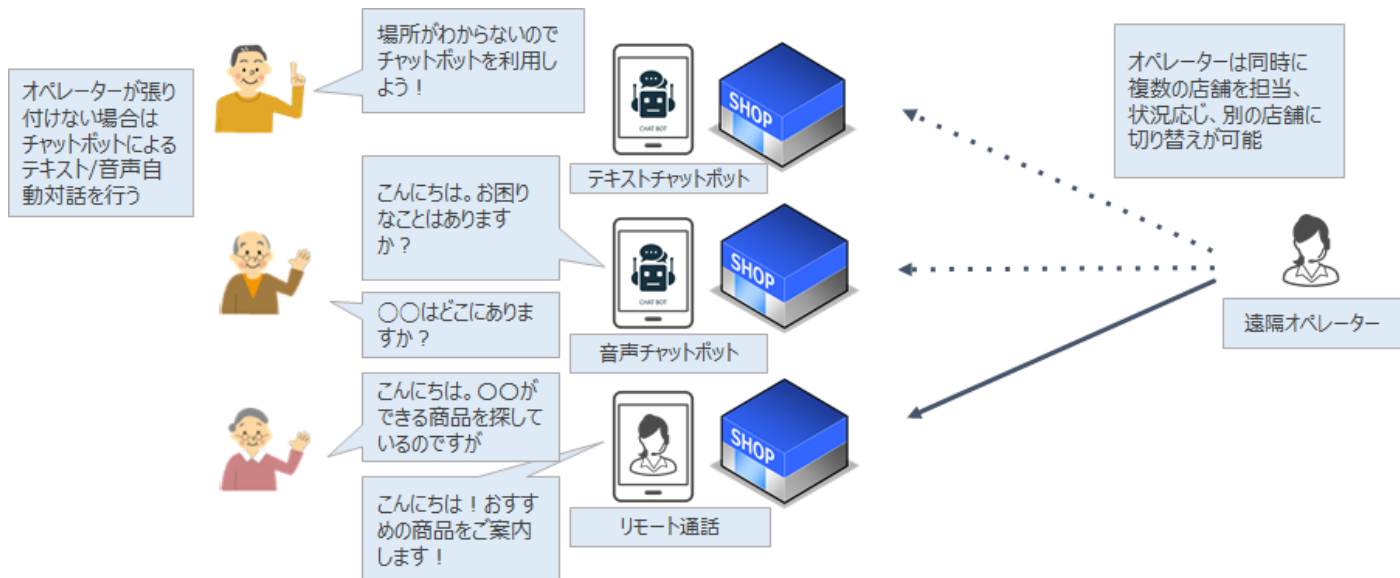 オペレーターが張り
付けない場合は
チャットボットによる
テキスト/音声自
動対話を行う
場所がわからないので
チャットボットを利用し
よう！
CHAT BOT
SHOP
テキストチャットボット
こんにちは。お困り
なことはあります
か？
〇〇はどこにありま
すか？
CHAT BOT
SHOP
音声チャットボット
こんにちは。〇〇が
できる商品を探して
いるのですが
こんにちは！おすす
めの商品をご案内
します！
SHOP
リモート通話
オペレーターは同時に
複数の店舗を担当、
状況応じ、別の店舗に
切り替えが可能
遠隔オペレーター